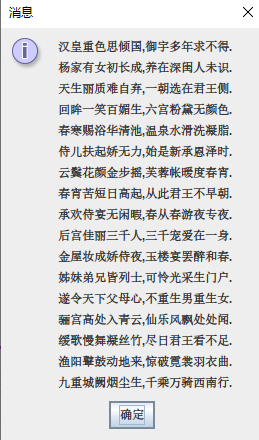 消息
汉皇重色思倾国,御宇多年求不得.
杨家有女初长成,养在深闺人未识.
天生丽质难自弃,一朝选在君王侧.
回眸一笑百媚生,六宫粉黛无颜色.
春寒赐浴华清池,温泉水滑洗凝脂.
侍儿扶起娇无力,始是新承恩泽时.
云鬓花颜金步摇,芙蓉帐暖度春宵.
春宵苦短日高起,从此君王不早朝.
承欢侍宴无闲暇,春从春游夜专夜.
后宫佳丽三千人,三千宠爱在一身.
金屋妆成娇侍夜,玉楼宴罢醉和春.
姊妹弟兄皆列士,可怜光采生门户.
遂令天下父母心,不重生男重生女.
骊宫高处入青云,仙乐风飘处处闻.
缓歌慢舞凝丝竹,尽日君王看不足.
渔阳鼙鼓动地来,惊破霓裳羽衣曲.
九重城阙烟尘生,千乘万骑西南行.
确定